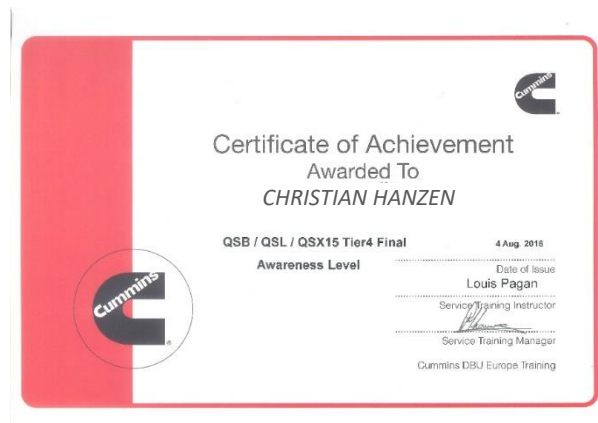 Cummins
Certificate of Achievement
Awarded To
CHRISTIAN HANZEN
QSB / QSL / QSX15 Tier4 Final
Awareness Level
4 Aug. 2016
Date of Issue
Louis Pagan
Service Training Instructor
Service Training Manager
Cummins DBU Europe Training
Cummins